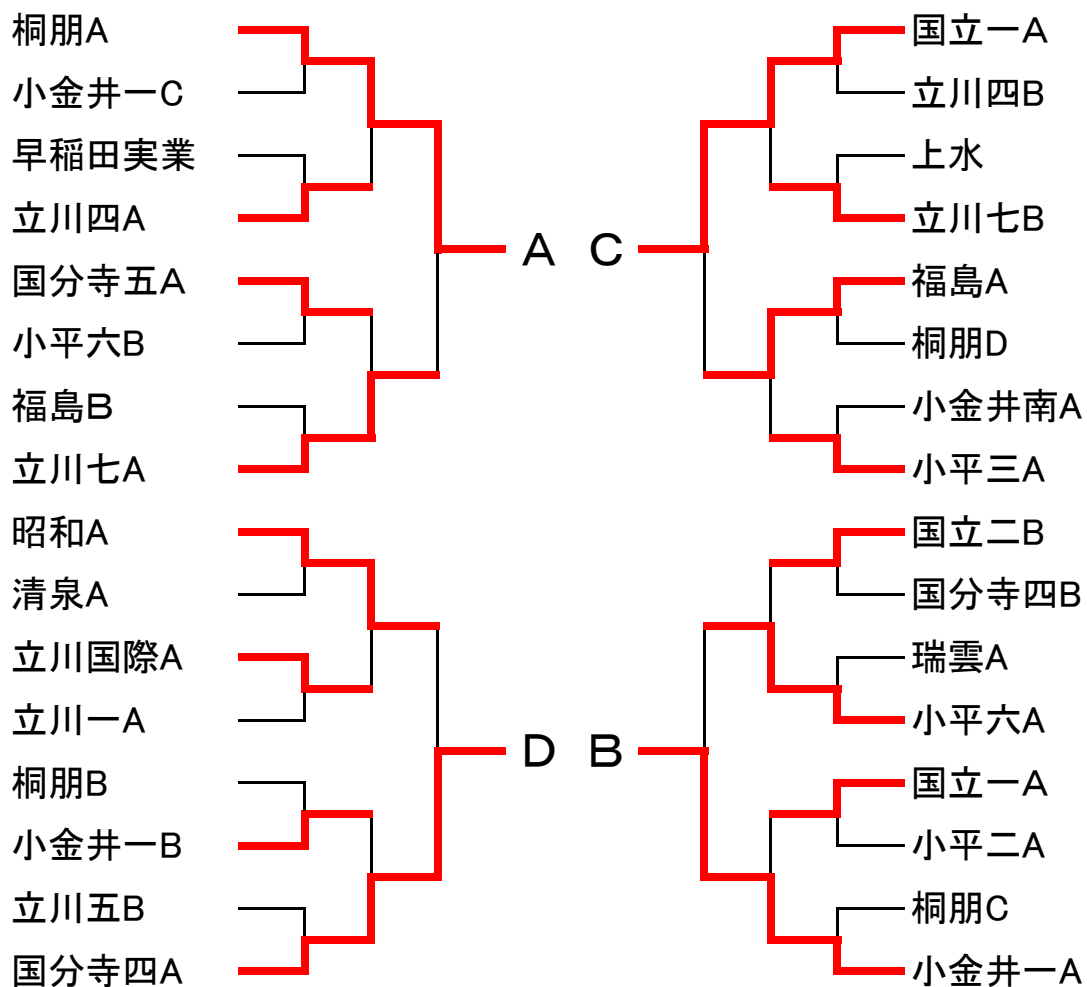 桐朋A
小金井一C
早稲田実業
立川四A
国分寺五A
小平六B
福島B
立川七A
昭和A
清泉A
立川国際A
立川一A
桐朋B
小金井一B
立川五B
国分寺四A
A C
D B
国立一A
立川四B
上水
立川七B
福島A
桐朋D
小金井南A
小平三A
国立二B
国分寺四B
瑞雲A
小平六A
国立一A
小平二A
桐朋C
小金井一A